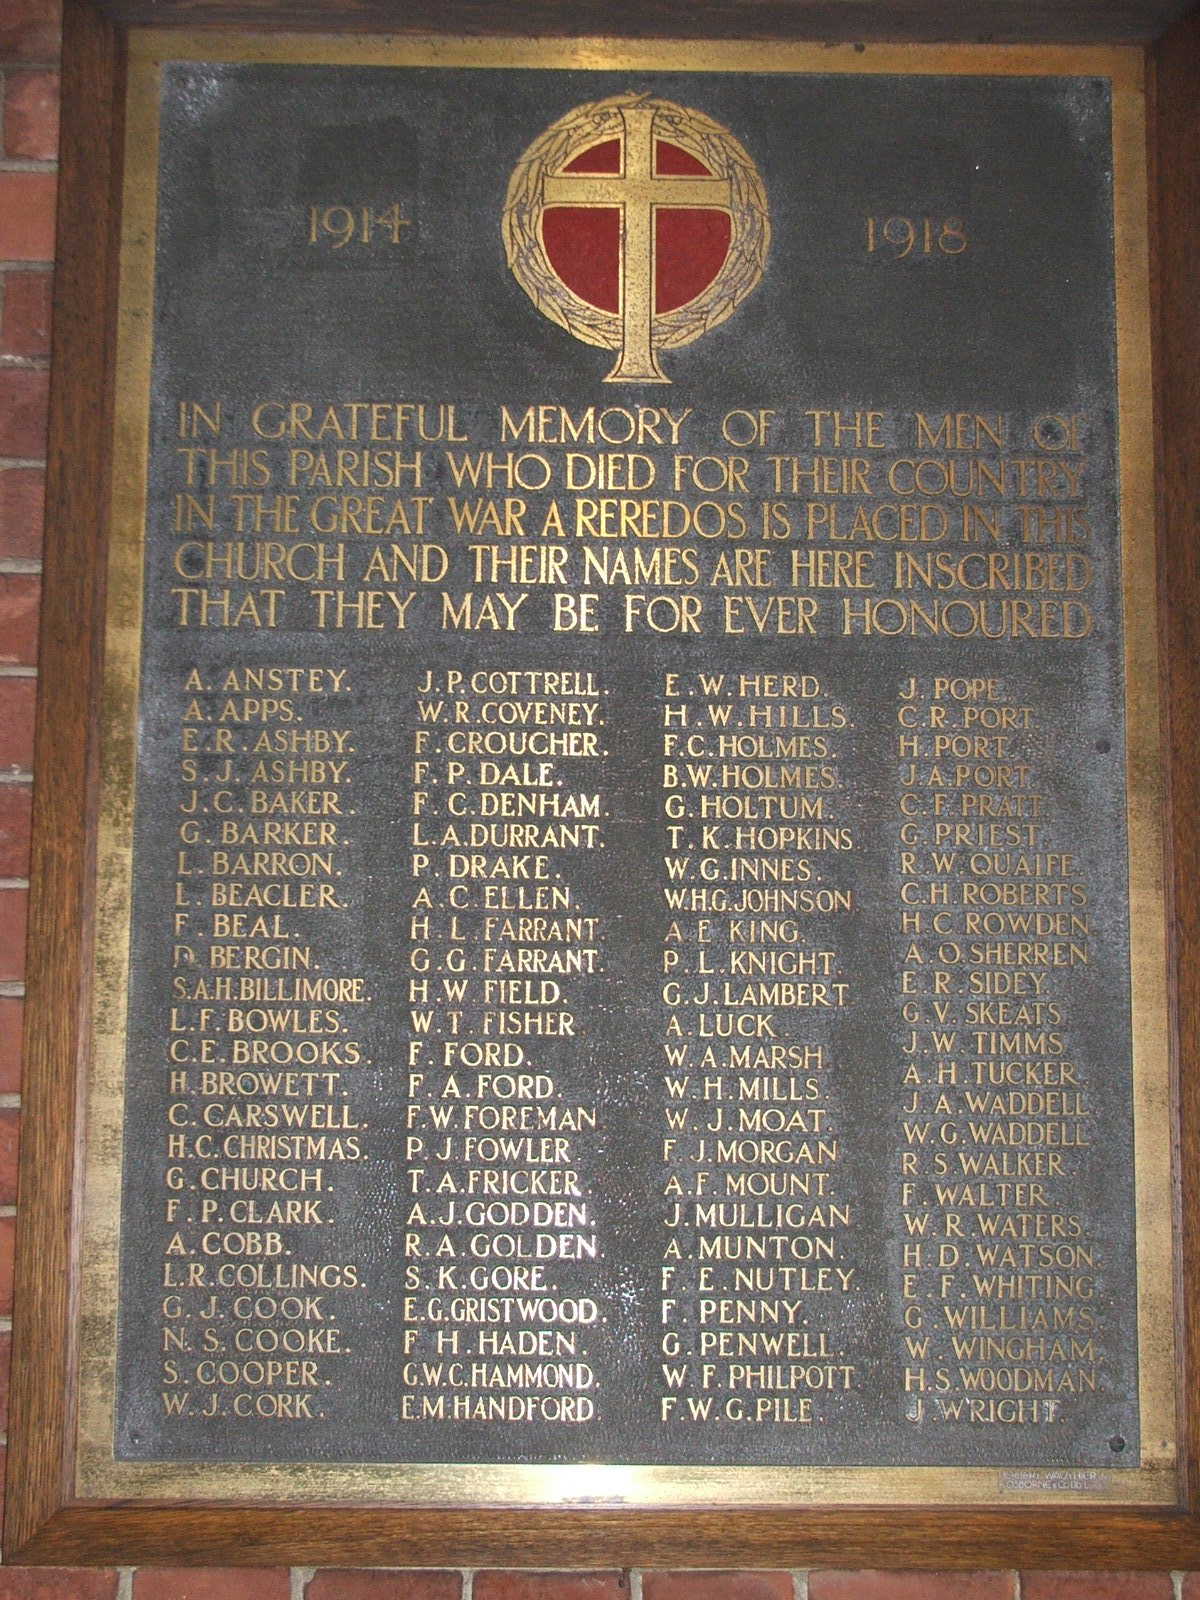 1914 1918
IN GRATEFUL MEMORY OF THE MEN OF
THIS PARISH WHO DIED FOR THEIR COUNTRY
IN THE GREAT WAR A REREDOS IS PLACED IN THIS
CHURCH AND THEIR NAMES ARE HERE INSCRIBED
THAT THEY MAY BE FOR EVER HONOURED
A. ANSTEY.
A. APPS.
E.R. ASHBY.
S.J. ASHBY.
J.C. BAKER.
G. BARKER.
L. BARRON.
L. BEACLER.
F. BEAL.
D. BERGIN.
S.A.H. BILLIMORE.
L.F. BOWLES.
C.E. BROOKS.
H. BROWETT.
C. CARSWELL.
H.C. CHRISTMAS.
G. CHURCH.
F.P. CLARK.
A. COBB.
L.R. COLLINGS.
G.J. COOK.
N.S. COOKE.
S. COOPER.
W.J. CORK.
J.P. COTTRELL.
W.R. COVENEY.
F. CROUCHER.
F.P. DALE.
F.C. DENHAM.
L.A. DURRANT.
P. DRAKE.
A.C. ELLEN.
H.L. FARRANT.
G.G. FARRANT.
H.W FIELD.
W.T. FISHER
F. FORD.
F.A. FORD.
F.W. FOREMAN
P.J FOWLER
T.A. FRICKER.
A.J. GODDEN.
R.A. GOLDEN.
S.K. GORE.
E.G. GRISTWOOD.
F.H. HADEN.
G.W.C. HAMMOND.
E.M. HANDFORD.
E.W. HERD.
H.W. HILLS.
F.C. HOLMES.
B.W. HOLMES.
G. HOLTUM.
T.K. HOPKINS
W.G. INNES.
W.H.G. JOHNSON
A.E KING.
P.L. KNIGHT.
G.J. LAMBERT
A. LUCK.
W.A. MARSH.
W.H. MILLS.
W.J. MOAT.
F.J. MORGAN
A.F. MOUNT.
J. MULLIGAN
A. MUNTON.
F.E. NUTLEY.
F. PENNY.
G. PENWELL.
W.F. PHILPOTT
F.W.G. PILE.
J. POPE.
C.R. PORT
H. PORT.
J.A. PORT.
C.F. PRATT.
G. PRIEST.
R.W. QUAIFE.
C.H. ROBERTS
H.C. ROWDEN
A.O. SHERREN
E.R. SIDEY.
G.V. SKEATS
J.W. TIMMS.
A.H. TUCKER.
J.A. WADDELL.
W.G. WADDELL
R.S. WALKER.
F. WALTER.
W.R. WATERS.
H.D. WATSON.
E.F. WHITING
G. WILLIAMS.
W. WINGHAM.
H.S. WOODMAN.
J. WRIGHT.